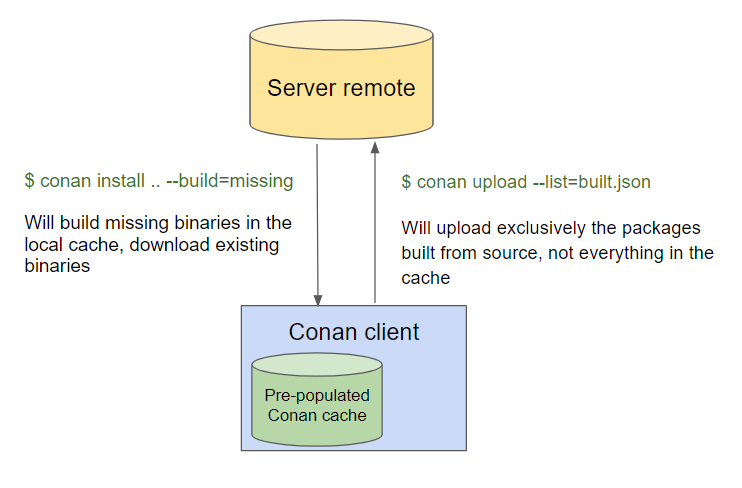 Server remote
$ conan install .. --build=missing
Will build missing binaries in the
local cache, download existing
binaries
$ conan upload --list=built.json
Will upload exclusively the packages
built from source, not everything in the
cache
Conan client
Pre-populated
Conan cache